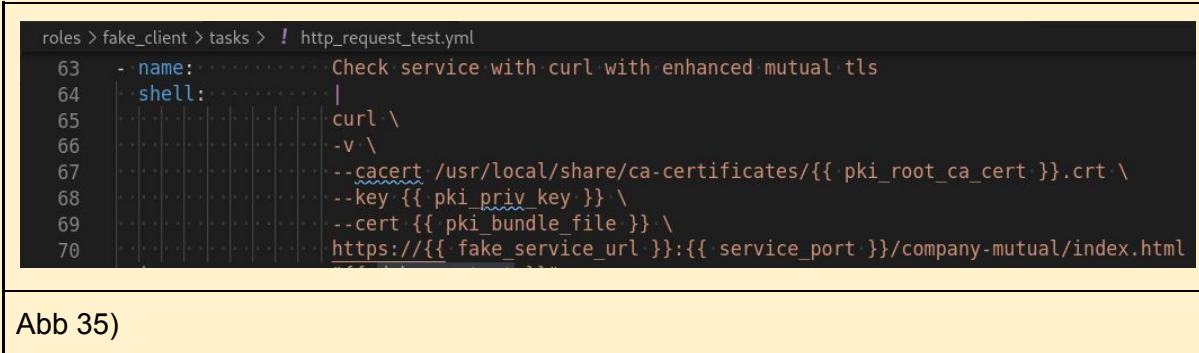 roles > fake_client > tasks > ! http_request_test.yml
63 - name: Check service with curl with enhanced mutual tls
64 shell: |
65 curl \
66 -v \
67 --cacert /usr/local/share/ca-certificates/{{ pki_root_ca_cert }}.crt \
68 --key {{ pki_priv_key }} \
69 --cert {{ pki_bundle_file }} \
70 https://{{ fake_service_url }}:{{ service_port }}/company-mutual/index.html
Abb 35)